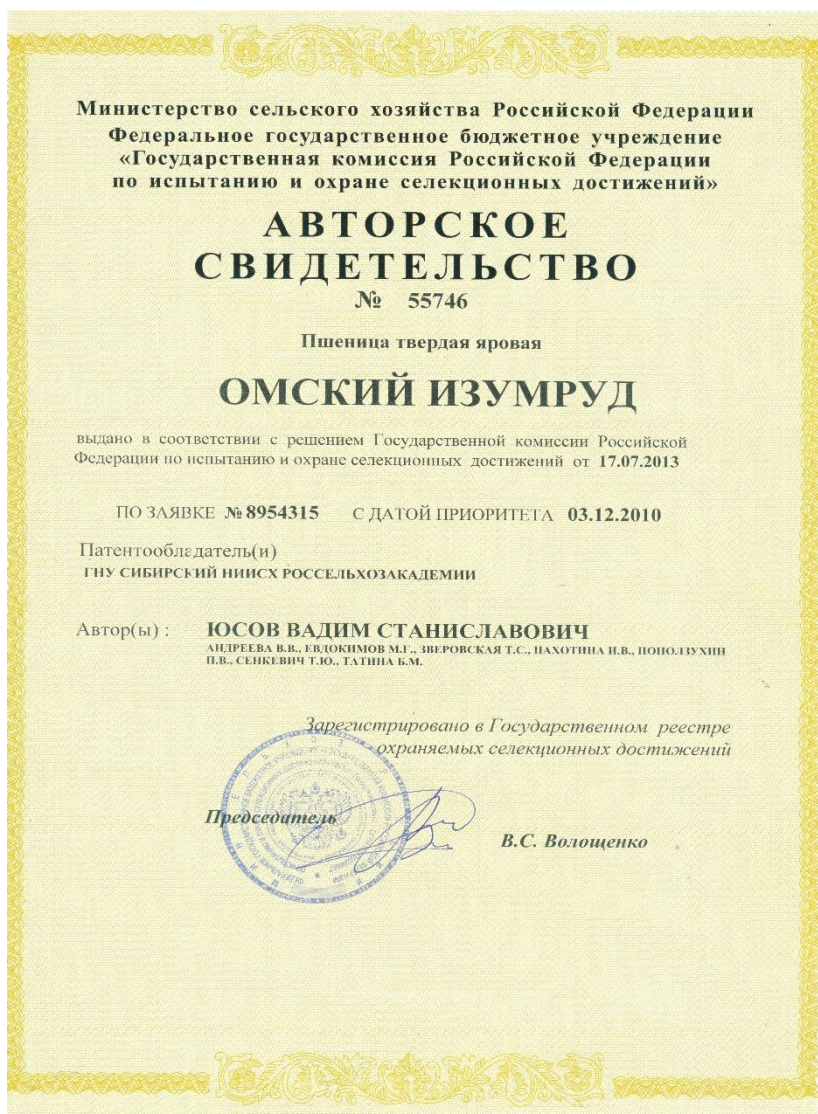 Министерство сельского хозяйства Российской Федерации
Федеральное государственное бюджетное учреждение
«Государственная комиссия Российской Федерации
по испытанию и охране селекционных достижений»
АВТОРСКОЕ
СВИДЕТЕЛЬСТВО
№ 55746
Пшеница твердая яровая
ОМСКИЙ ИЗУМРУД
выдано в соответствии с решением Государственной комиссии Российской
Федерации по испытанию и охране селекционных достижений от 17.07.2013
ПО ЗАЯВКЕ № 8954315 С ДАТОЙ ПРИОРИТЕТА 03.12.2010
Патентообладатель(и)
ГНУ СИБИРСКИЙ НИИСХ РОССЕЛЬХОЗАКАДЕМИИ
Автор(ы) : ЮСОВ ВАДИМ СТАНИСЛАВОВИЧ
АНДРЕЕВА В.В., ЕВДОКИМОВ М.Г., ЗВЕРОВСКАЯ Т.С., ПАХОТИНА И.В., ПОПОЛЗУХИН
П.В., СЕНКЕВИЧ Т.Ю., ТАТИНА Б.М.
Зарегистрировано в Государственном реестре
охраняемых селекционных достижений
Председатель
В.С. Волощенко